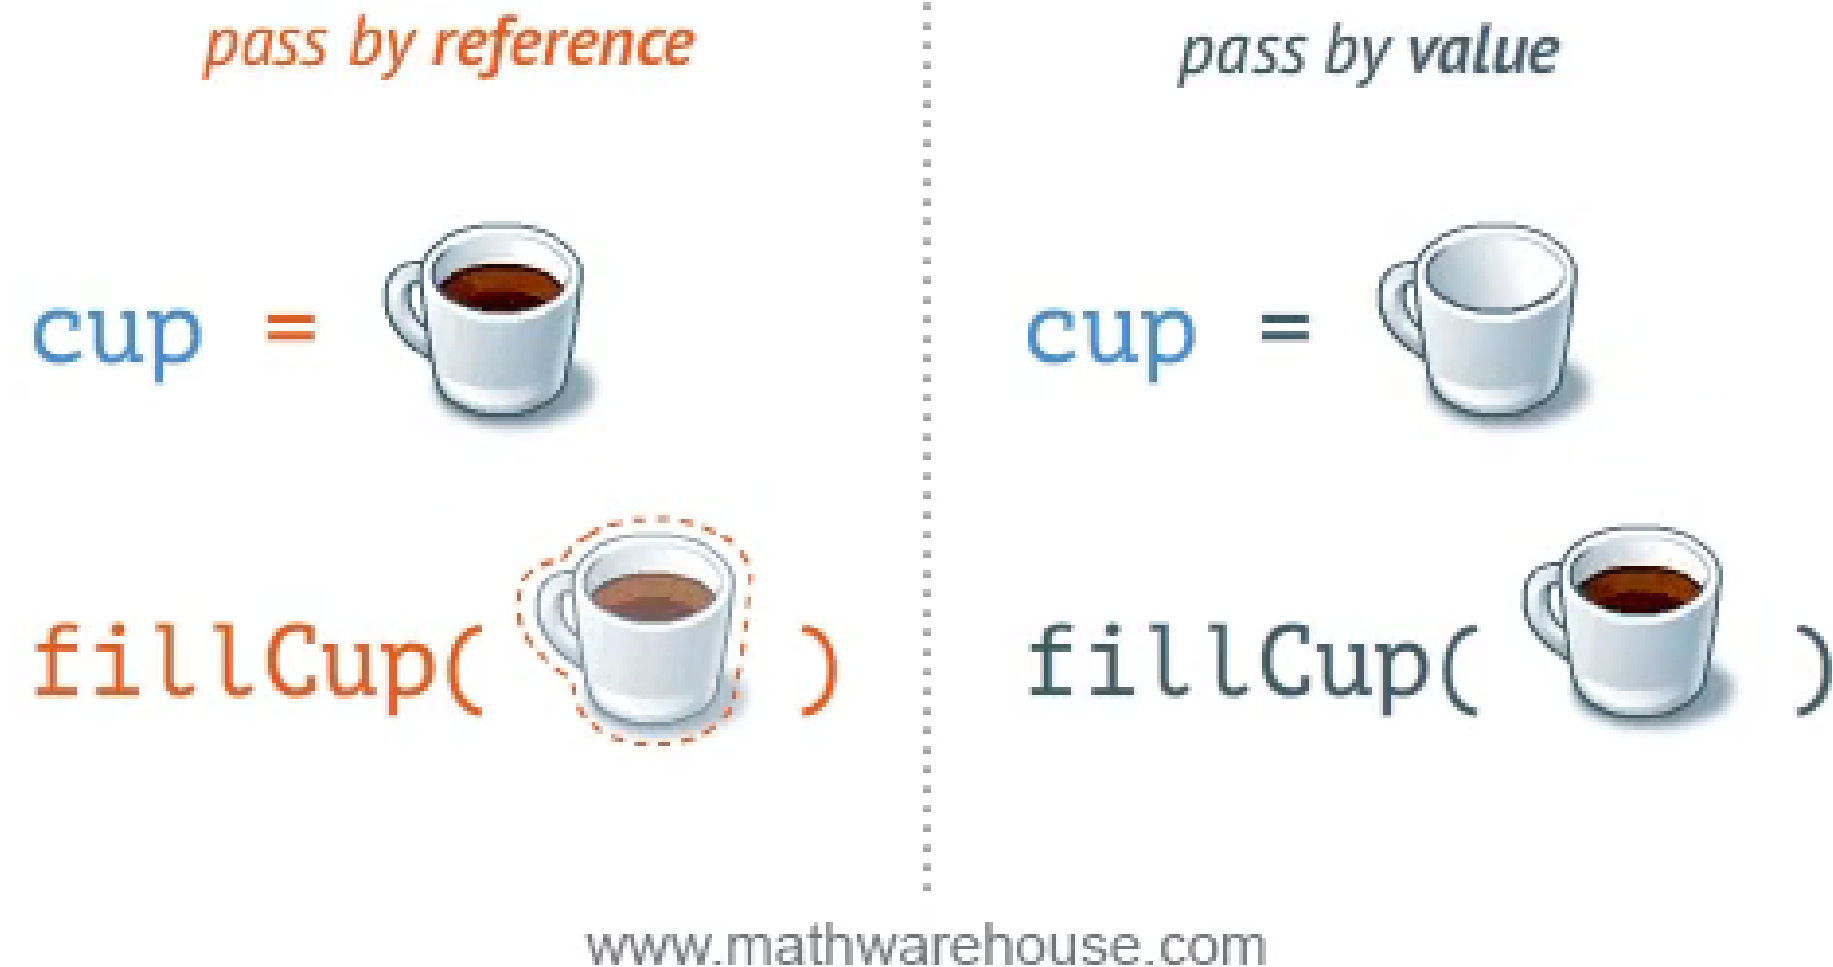 pass by reference
cup =
fillCup( )
pass by value
cup =
fillCup( )
www.mathwarehouse.com